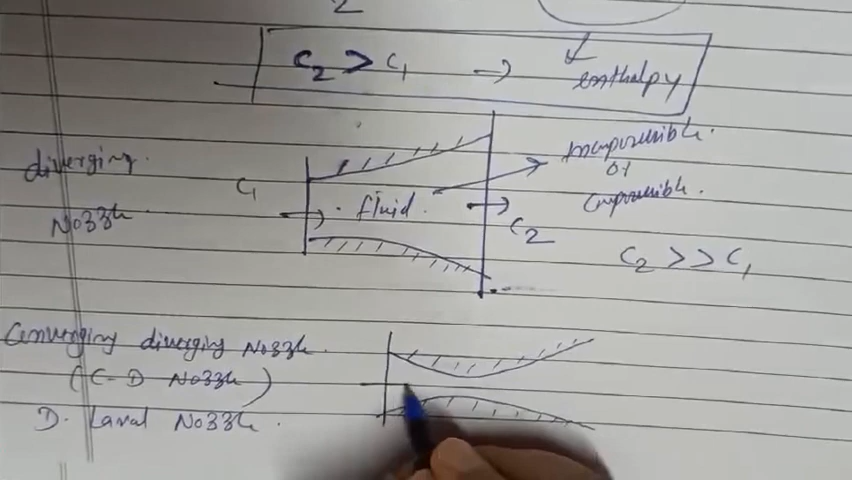 2
C2 > C1 → enthalpy
diverging
Nozzle
C1
fluid.
C2
Incompressible.
or
Compressible.
C2 >> C1
Converging diverging Nozzle.
(C-D Nozzle)
D. Laval Nozzle.